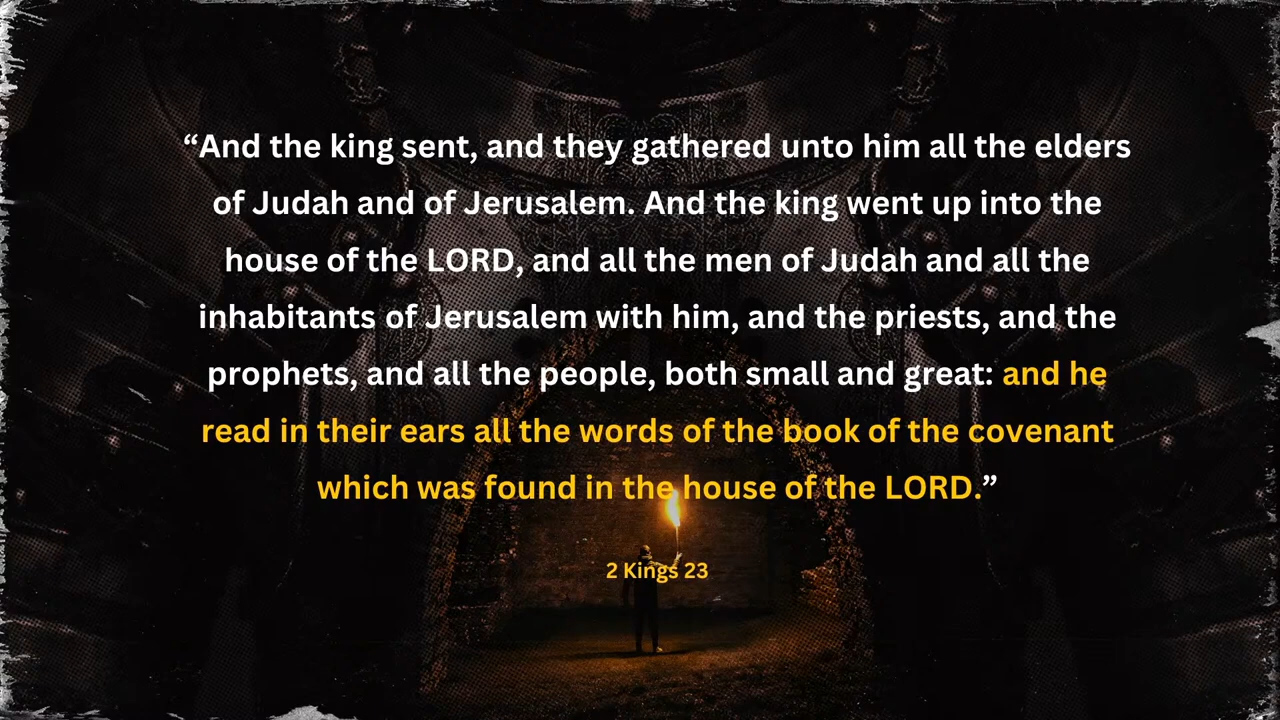 “And the king sent, and they gathered unto him all the elders
of Judah and of Jerusalem. And the king went up into the
house of the LORD, and all the men of Judah and all the
inhabitants of Jerusalem with him, and the priests, and the
prophets, and all the people, both small and great: and he
read in their ears all the words of the book of the covenant
which was found in the house of the LORD.”
2 Kings 23